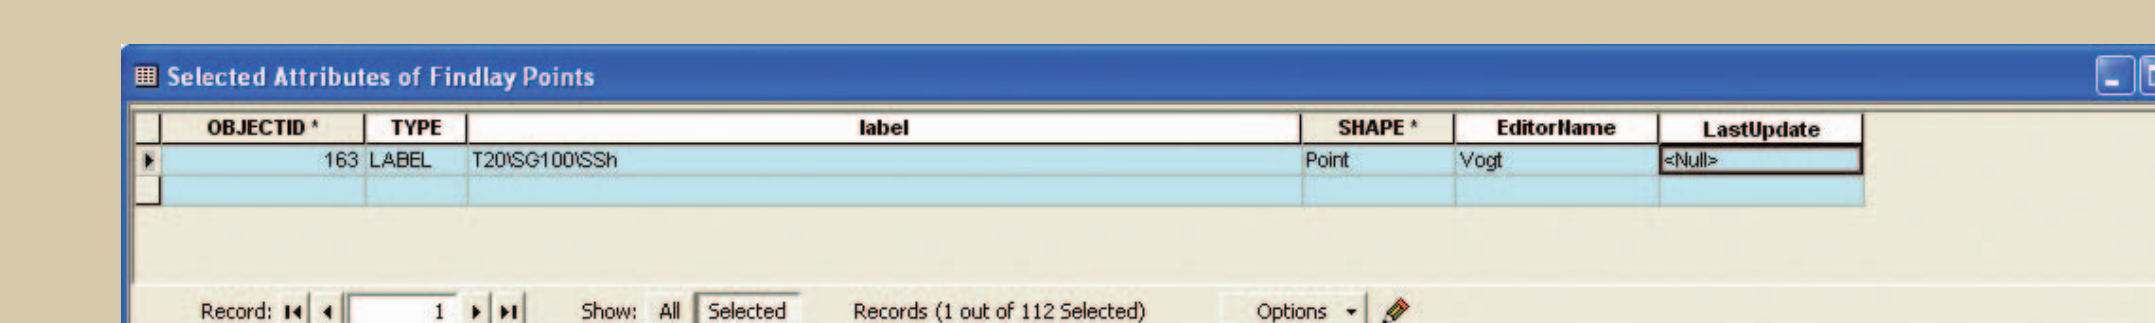 Selected Attributes of Findlay Points
OBJECTID * TYPE label SHAPE * EditorName LastUpdate
163 LABEL T20\SG100\SSh Point Vogt <Null>
Record: 1 Show: All Selected Records (1 out of 112 Selected) Options